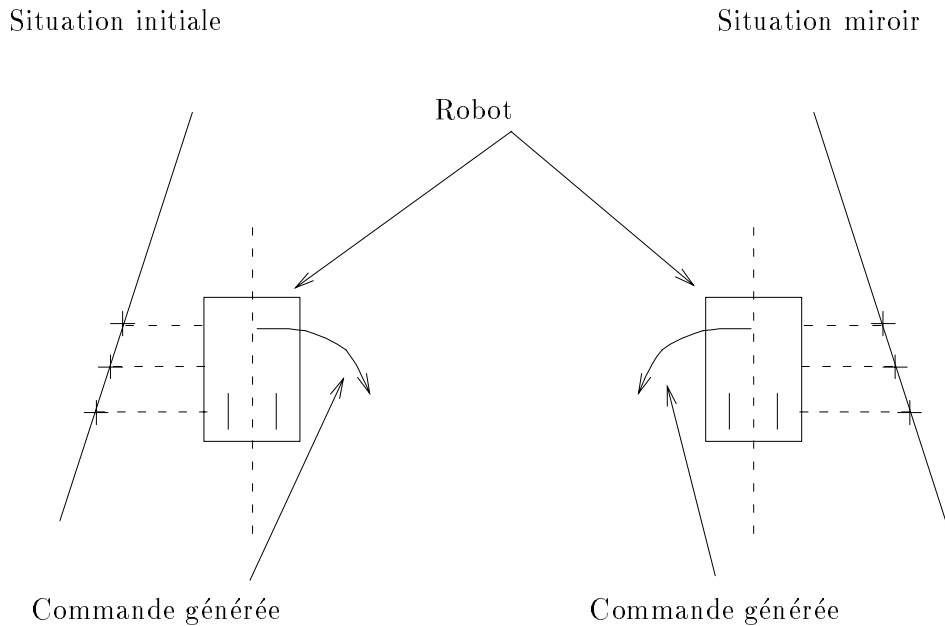 Situation initiale
Situation miroir
Robot
Commande générée
Commande générée